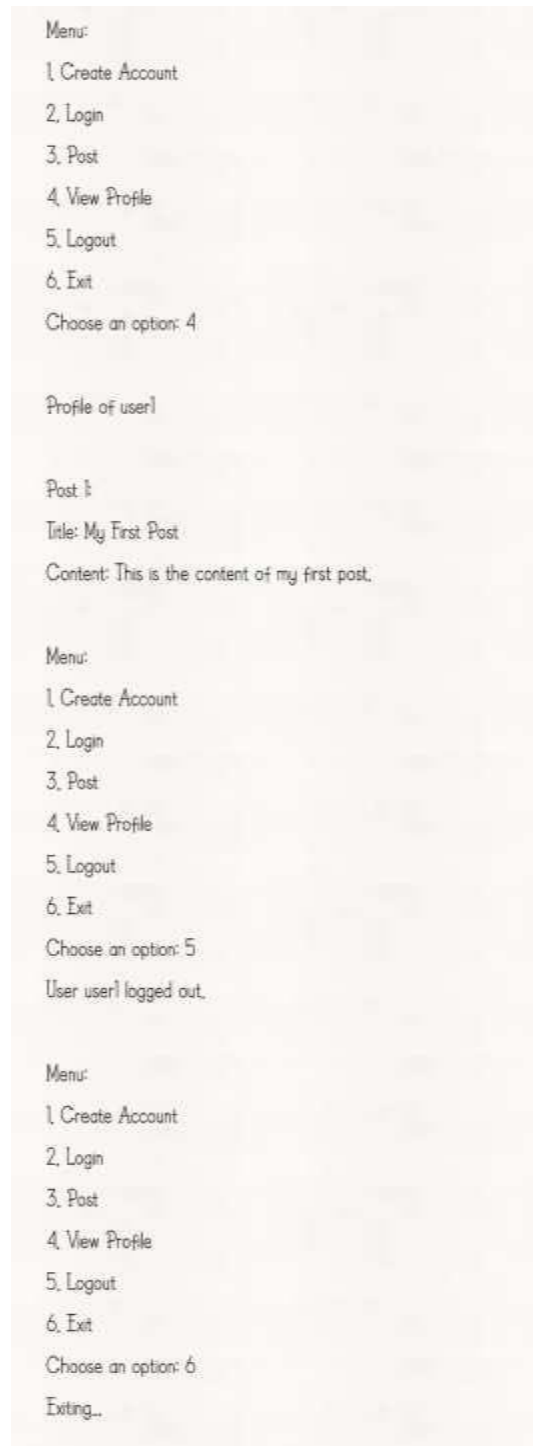 Menu:
1. Create Account
2. Login
3. Post
4. View Profile
5. Logout
6. Exit
Choose an option: 4
Profile of user1
Post 1:
Title: My First Post
Content: This is the content of my first post.
Menu:
1. Create Account
2. Login
3. Post
4. View Profile
5. Logout
6. Exit
Choose an option: 5
User user1 logged out.
Menu:
1. Create Account
2. Login
3. Post
4. View Profile
5. Logout
6. Exit
Choose an option: 6
Exiting...